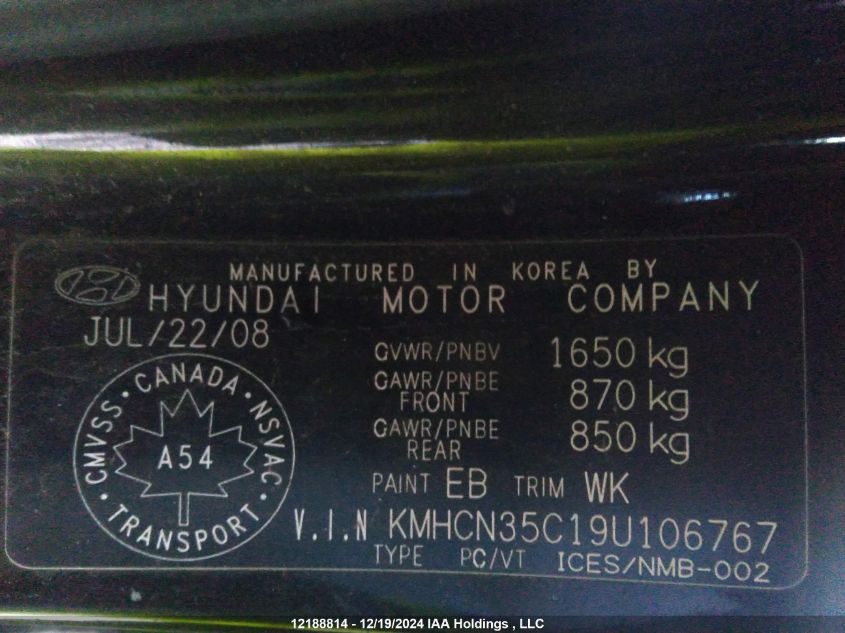 MANUFACTURED IN KOREA BY
HYUNDAI MOTOR COMPANY
JUL/22/08
GVWR/PNBV 1650 kg
GAWR/PNBE FRONT 870 kg
GAWR/PNBE REAR 850 kg
CANADA
CMVSS NSVAC
A54
TRANSPORT
PAINT EB TRIM WK
V.I.N KMHCN35C19U106767
TYPE PC/VT ICES/NMB-002
12188814 - 12/19/2024 IAA Holdings , LLC